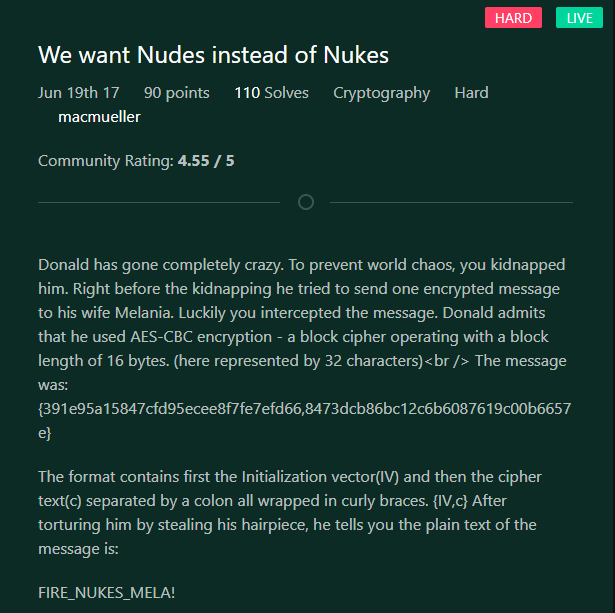 HARD LIVE
We want Nudes instead of Nukes
Jun 19th 17 90 points 110 Solves Cryptography Hard
macmueller
Community Rating: 4.55 / 5
Donald has gone completely crazy. To prevent world chaos, you kidnapped
him. Right before the kidnapping he tried to send one encrypted message
to his wife Melania. Luckily you intercepted the message. Donald admits
that he used AES-CBC encryption - a block cipher operating with a block
length of 16 bytes. (here represented by 32 characters)<br /> The message
was:
{391e95a15847cfd95ecee8f7fe7efd66,8473dcb86bc12c6b6087619c00b6657
e}
The format contains first the Initialization vector(IV) and then the cipher
text(c) separated by a colon all wrapped in curly braces. {IV,c} After
torturing him by stealing his hairpiece, he tells you the plain text of the
message is:
FIRE_NUKES_MELA!